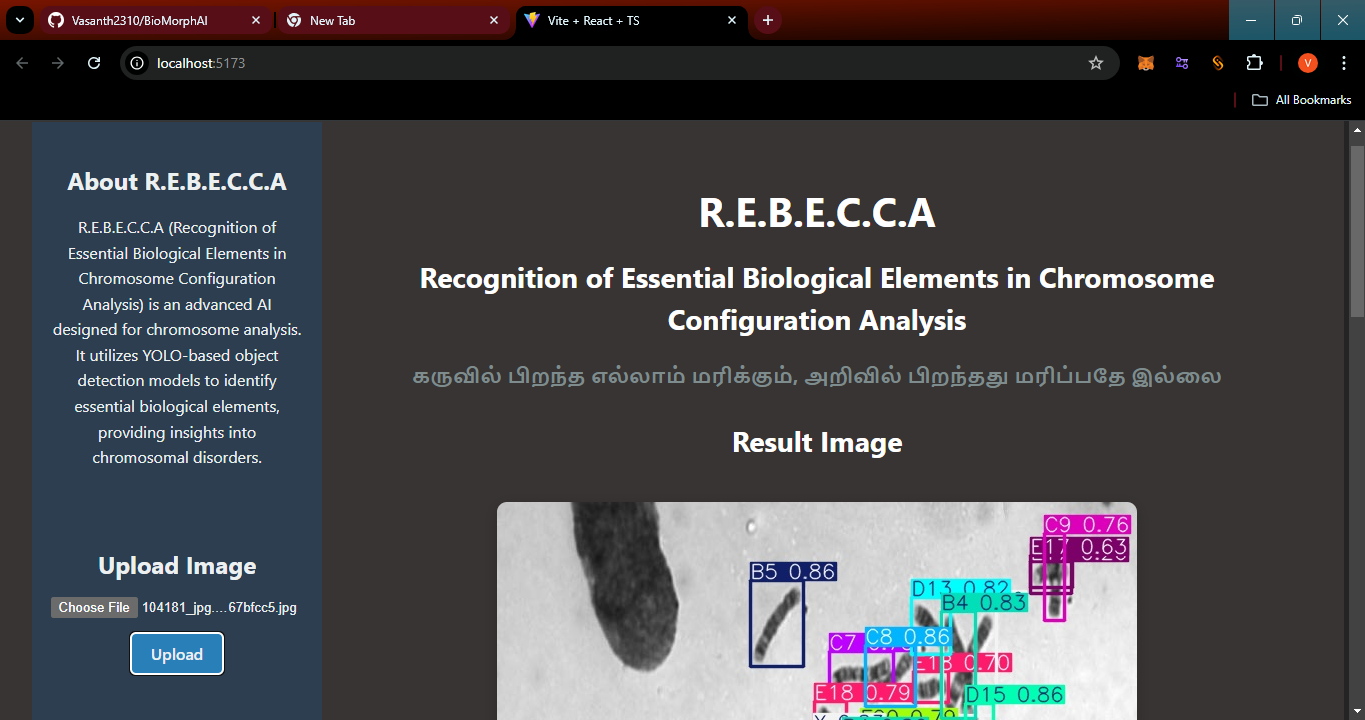 Vasanth2310/BioMorphAI
New Tab
Vite + React + TS
localhost:5173
V
All Bookmarks
About R.E.B.E.C.C.A
R.E.B.E.C.C.A (Recognition of
Essential Biological Elements in
Chromosome Configuration
Analysis) is an advanced AI
designed for chromosome analysis.
It utilizes YOLO-based object
detection models to identify
essential biological elements,
providing insights into
chromosomal disorders.
Upload Image
Choose File 104181_jpg....67bfcc5.jpg
Upload
R.E.B.E.C.C.A
Recognition of Essential Biological Elements in Chromosome
Configuration Analysis
கருவில் பிறந்த எல்லாம் மரிக்கும், அறிவில் பிறந்தது மரிப்பதே இல்லை
Result Image
C9 0.76
E17 0.63
B5 0.86
D13 0.82
B4 0.83
C8 0.86
C7
E18 0.70
E18 0.79
D15 0.86